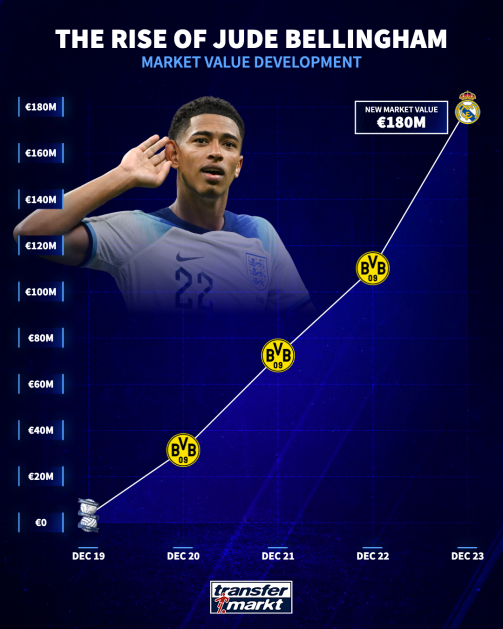 THE RISE OF JUDE BELLINGHAM
MARKET VALUE DEVELOPMENT
€180M
NEW MARKET VALUE
€180M
€160M
€140M
€120M
22
€100M
BVB
09
€80M
BVB
09
€60M
€40M
BVB
09
€20M
€0
DEC 19
DEC 20
DEC 21
DEC 22
DEC 23
transfer
markt